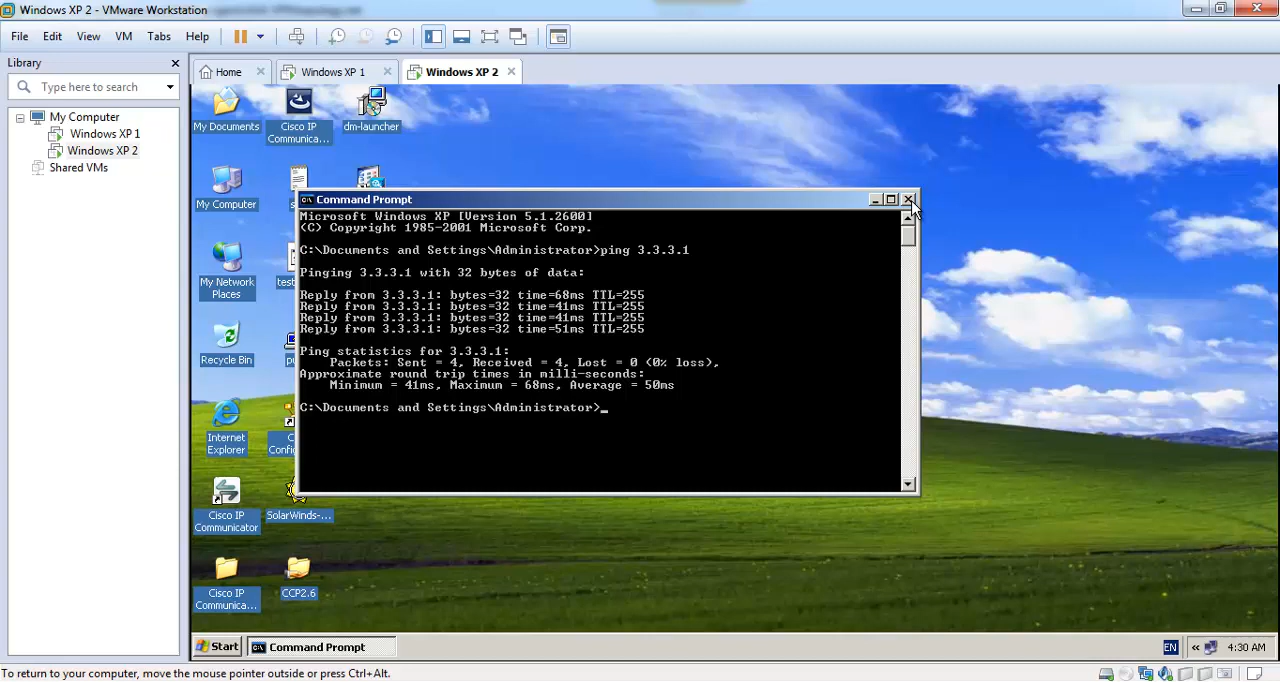 Windows XP 2 - VMware Workstation
File Edit View VM Tabs Help
Library
Type here to search
My Computer
Windows XP 1
Windows XP 2
Shared VMs
Home
Windows XP 1
Windows XP 2
My Documents
Cisco IP
Communica...
dm-launcher
My Computer
My Network
Places
test
Recycle Bin
pu
Internet
Explorer
C
Config
Cisco IP
Communicator
SolarWinds-...
Cisco IP
Communica...
CCP2.6
Command Prompt
Microsoft Windows XP [Version 5.1.2600]
(C) Copyright 1985-2001 Microsoft Corp.
C:\Documents and Settings\Administrator>ping 3.3.3.1
Pinging 3.3.3.1 with 32 bytes of data:
Reply from 3.3.3.1: bytes=32 time=68ms TTL=255
Reply from 3.3.3.1: bytes=32 time=41ms TTL=255
Reply from 3.3.3.1: bytes=32 time=41ms TTL=255
Reply from 3.3.3.1: bytes=32 time=51ms TTL=255
Ping statistics for 3.3.3.1:
Packets: Sent = 4, Received = 4, Lost = 0 (0% loss),
Approximate round trip times in milli-seconds:
Minimum = 41ms, Maximum = 68ms, Average = 50ms
C:\Documents and Settings\Administrator>_
Start
Command Prompt
EN
«
4:30 AM
To return to your computer, move the mouse pointer outside or press Ctrl+Alt.